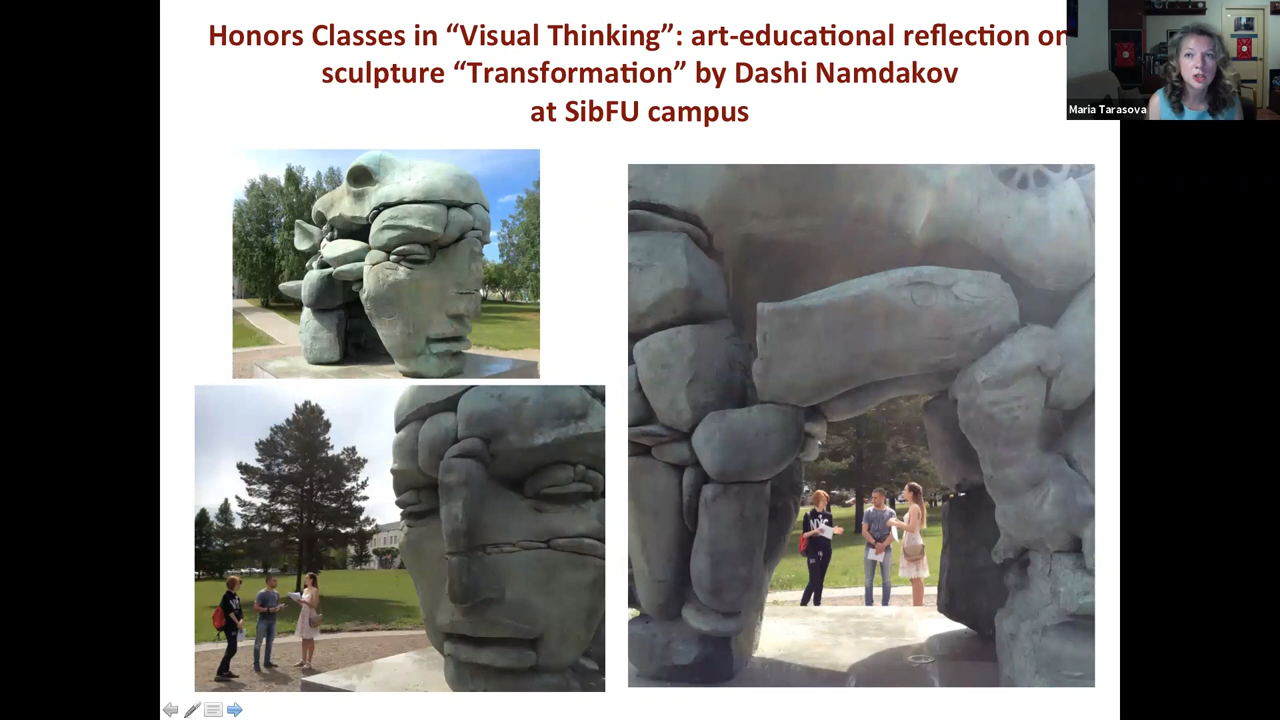 Honors Classes in “Visual Thinking”: art-educational reflection on
sculpture “Transformation” by Dashi Namdakov
at SibFU campus
Maria Tarasova
NYC